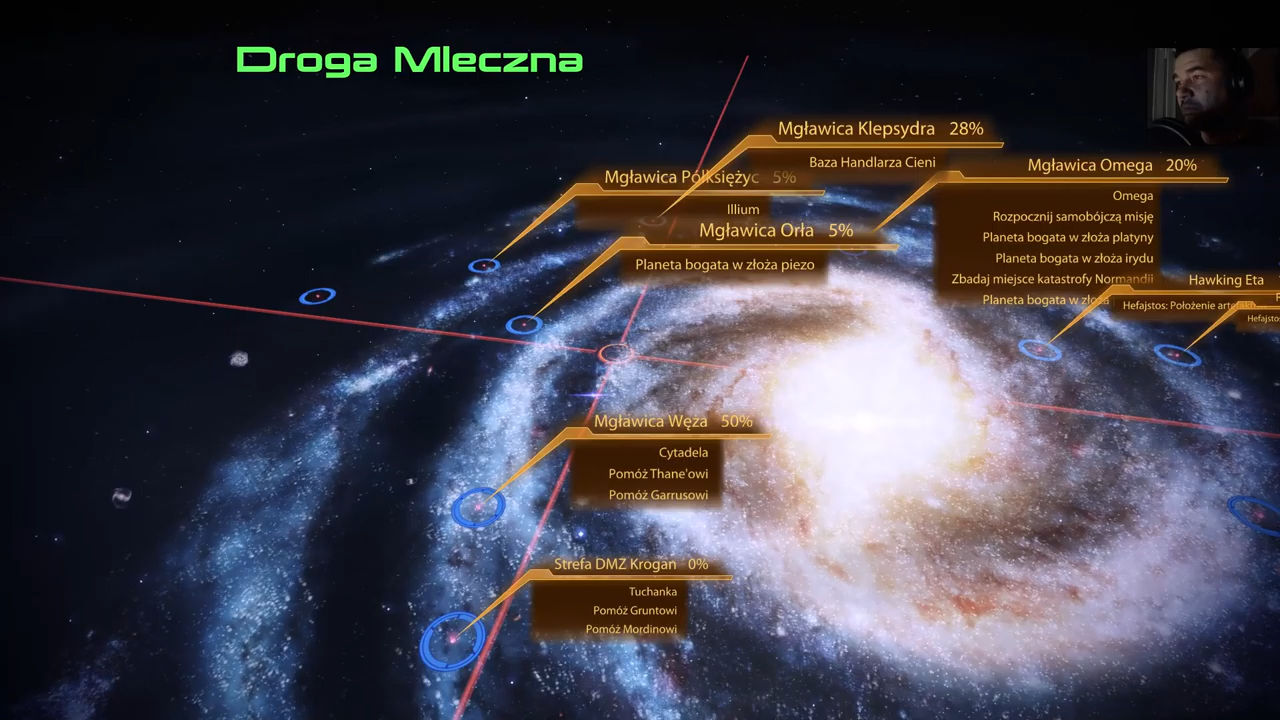 Droga Mleczna
Mgławica Klepsydra 28%
Baza Handlarza Cieni
Mgławica Omega 20%
Omega
Rozpocznij samobójczą misję
Planeta bogata w złoża platyny
Planeta bogata w złoża irydu
Zbadaj miejsce katastrofy Normandii
Planeta bogata w złoża
Mgławica Półksiężyc 5%
Illium
Mgławica Orła 5%
Planeta bogata w złoża piezo
Hawking Eta
Hefajstos: Położenie artefaktu
Hefajstos
Mgławica Węża 50%
Cytadela
Pomóż Thane'owi
Pomóż Garrusowi
Strefa DMZ Krogan 0%
Tuchanka
Pomóż Gruntowi
Pomóż Mordinowi